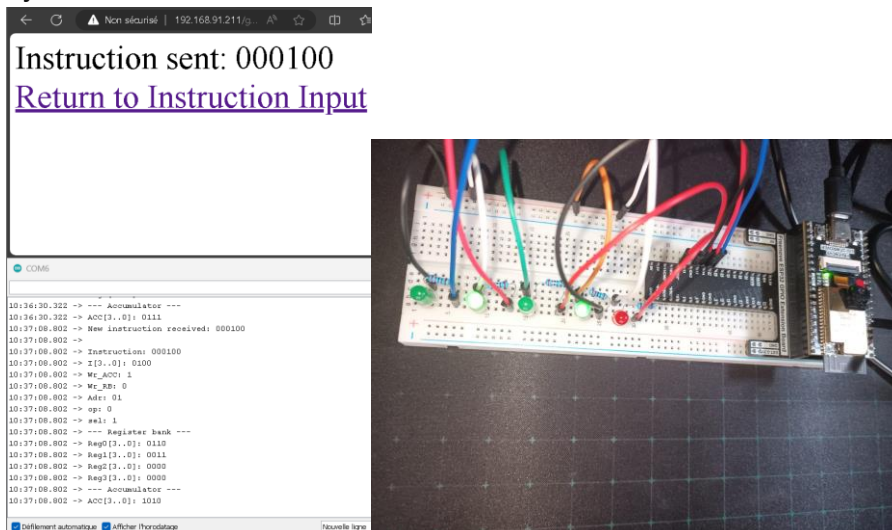 Non sécurisé | 192.168.91.211/g...
Instruction sent: 000100
Return to Instruction Input
COM6
10:36:30.322 -> --- Accumulator ---
10:36:30.322 -> ACC[3..0]: 0111
10:37:08.802 -> New instruction received: 000100
10:37:08.802 ->
10:37:08.802 -> Instruction: 000100
10:37:08.802 -> I[3..0]: 0100
10:37:08.802 -> Wr_ACC: 1
10:37:08.802 -> Wr_RB: 0
10:37:08.802 -> Adr: 01
10:37:08.802 -> op: 0
10:37:08.802 -> sel: 1
10:37:08.802 -> --- Register bank ---
10:37:08.802 -> Reg0[3..0]: 0110
10:37:08.802 -> Reg1[3..0]: 0011
10:37:08.802 -> Reg2[3..0]: 0000
10:37:08.802 -> Reg3[3..0]: 0000
10:37:08.802 -> --- Accumulator ---
10:37:08.802 -> ACC[3..0]: 1010
Défilement automatique Afficher l'horodatage Nouvelle ligne